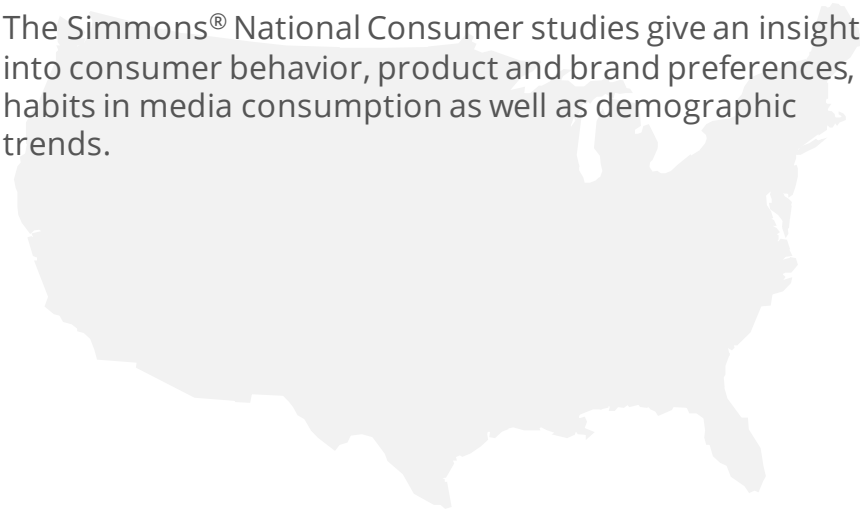 The Simmons® National Consumer studies give an insight
into consumer behavior, product and brand preferences,
habits in media consumption as well as demographic
trends.